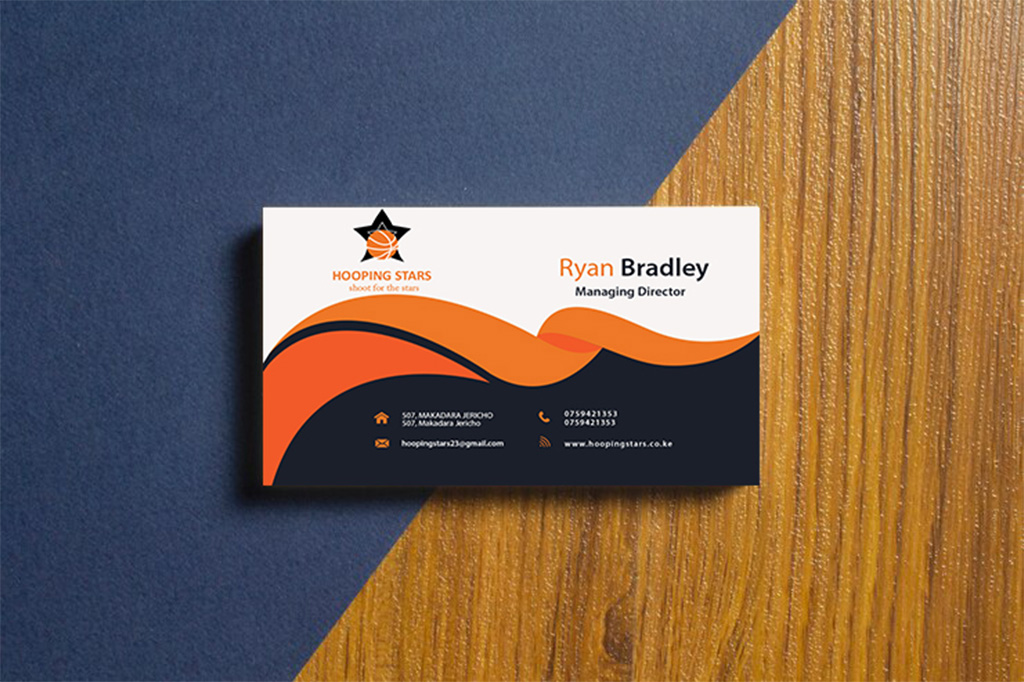 HOOPING STARS
shoot for the stars
Ryan Bradley
Managing Director
507, MAKADARA JERICHO
507, Makadara Jericho
hoopingstars23@gmail.com
0759421353
0759421353
www.hoopingstars.co.ke